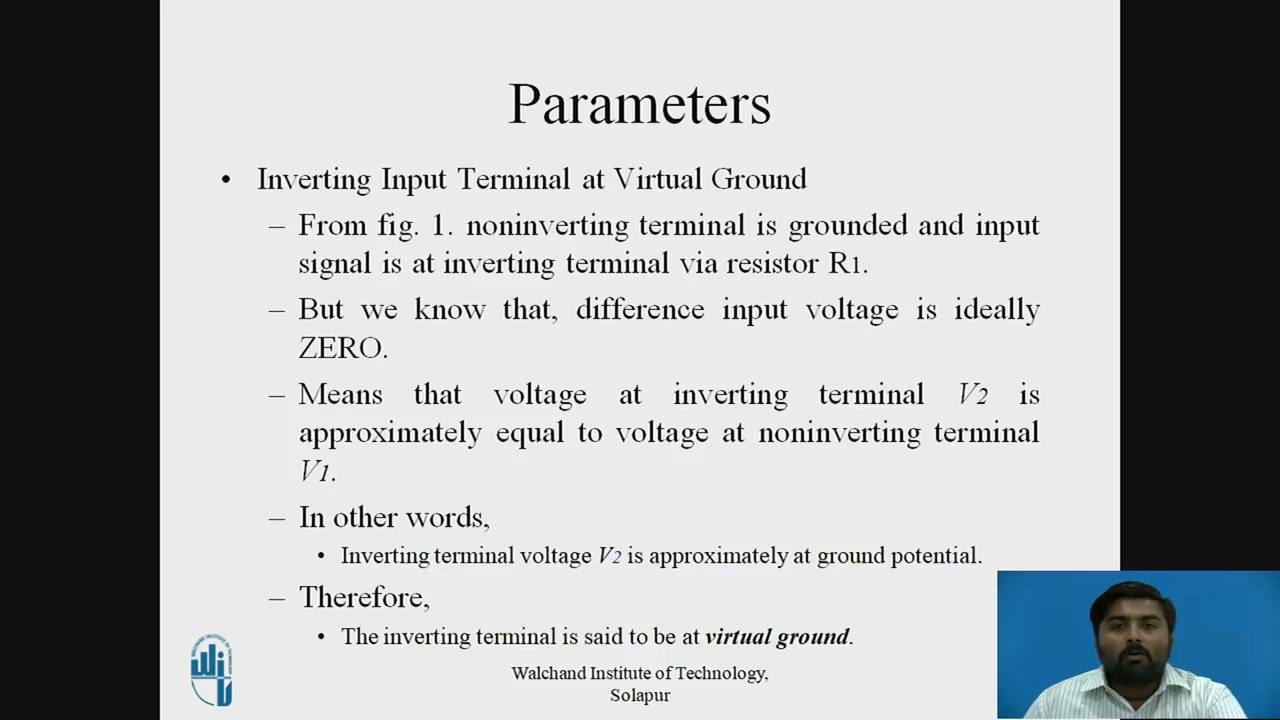 Parameters
• Inverting Input Terminal at Virtual Ground
– From fig. 1. noninverting terminal is grounded and input
signal is at inverting terminal via resistor R1.
– But we know that, difference input voltage is ideally
ZERO.
– Means that voltage at inverting terminal V2 is
approximately equal to voltage at noninverting terminal
V1.
– In other words,
• Inverting terminal voltage V2 is approximately at ground potential.
– Therefore,
• The inverting terminal is said to be at virtual ground.
Walchand Institute of Technology,
Solapur